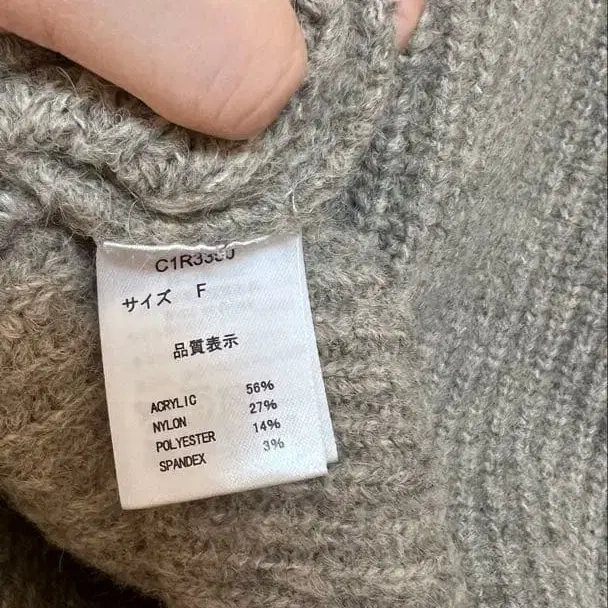 サイズ F
品質表示
ACRYLIC 56%
NYLON 27%
POLYESTER 14%
SPANDEX 3%